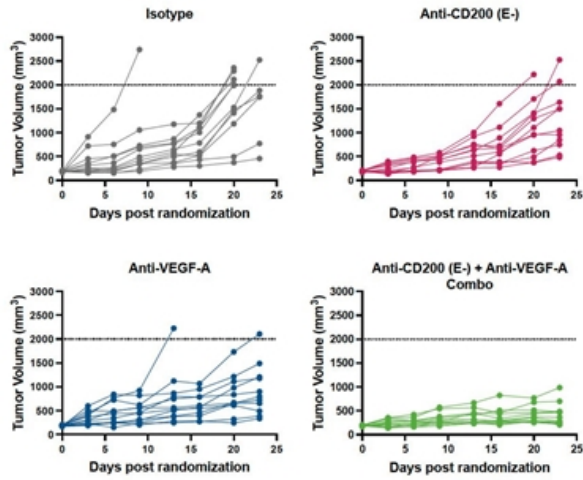 Isotype
Tumor Volume (mm³)
3000
2500
2000
1500
1000
500
0
0 5 10 15 20 25
Days post randomization
Anti-CD200 (E-)
Tumor Volume (mm³)
3000
2500
2000
1500
1000
500
0
0 5 10 15 20 25
Days post randomization
Anti-VEGF-A
Tumor Volume (mm³)
3000
2500
2000
1500
1000
500
0
0 5 10 15 20 25
Days post randomization
Anti-CD200 (E-) + Anti-VEGF-A
Combo
Tumor Volume (mm³)
3000
2500
2000
1500
1000
500
0
0 5 10 15 20 25
Days post randomization